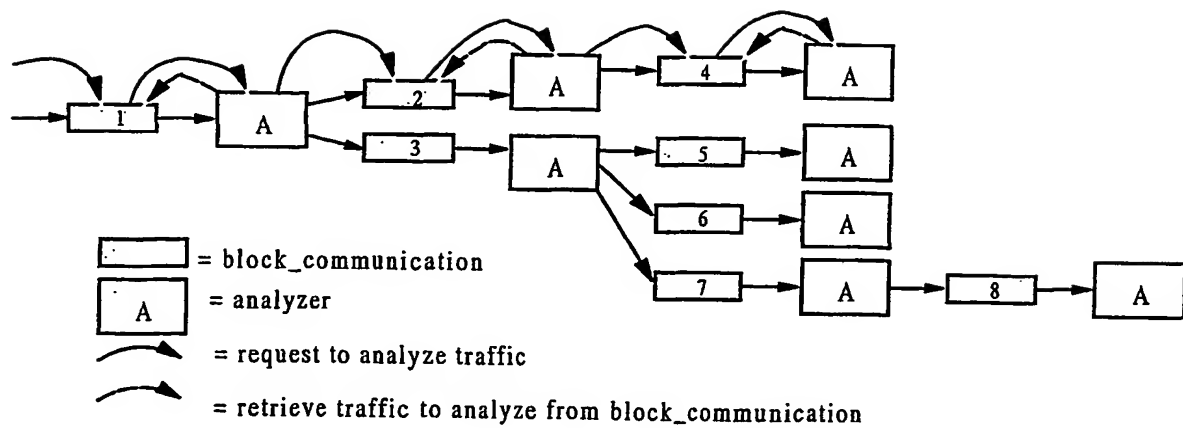 1
A
2
A
4
A
3
A
5
A
6
A
7
A
8
A
= block_communication
A
= analyzer
= request to analyze traffic
= retrieve traffic to analyze from block_communication